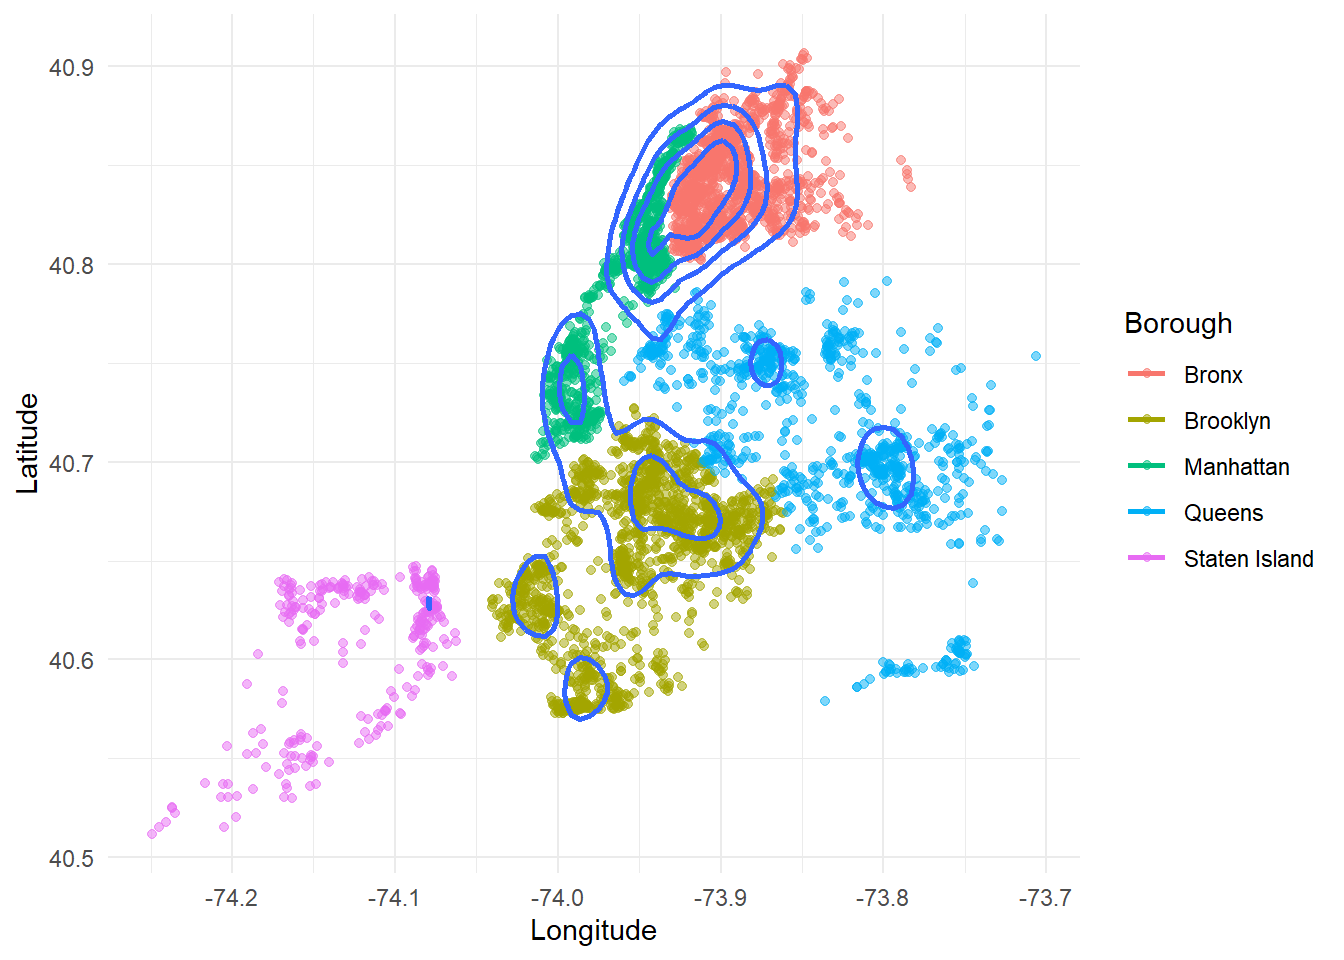 40.9
40.8
40.7
40.6
40.5
Latitude
-74.2
-74.1
-74.0
-73.9
-73.8
-73.7
Longitude
Borough
Bronx
Brooklyn
Manhattan
Queens
Staten Island